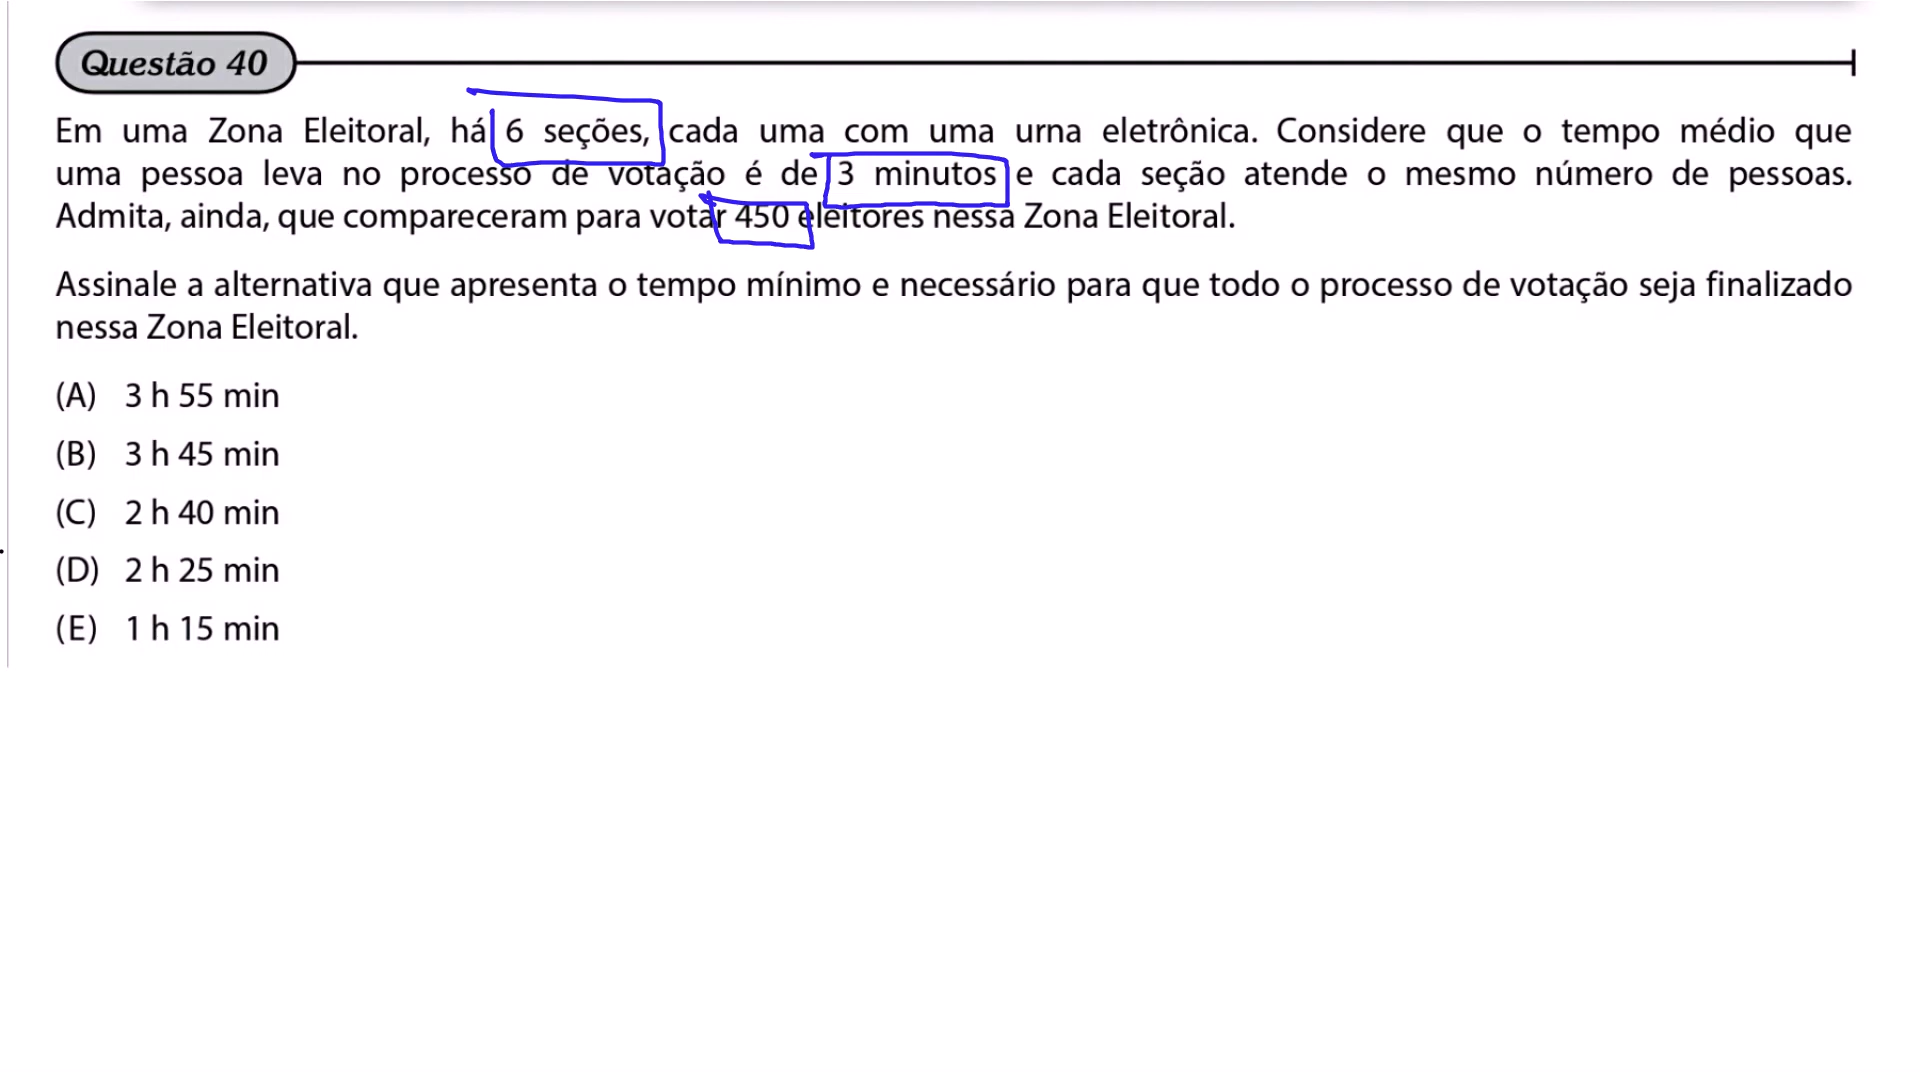 Questão 40
Em uma Zona Eleitoral, há 6 seções, cada uma com uma urna eletrônica. Considere que o tempo médio que
uma pessoa leva no processo de votação é de 3 minutos e cada seção atende o mesmo número de pessoas.
Admita, ainda, que compareceram para votar 450 eleitores nessa Zona Eleitoral.
Assinale a alternativa que apresenta o tempo mínimo e necessário para que todo o processo de votação seja finalizado
nessa Zona Eleitoral.
(A) 3 h 55 min
(B) 3 h 45 min
(C) 2 h 40 min
(D) 2 h 25 min
(E) 1 h 15 min